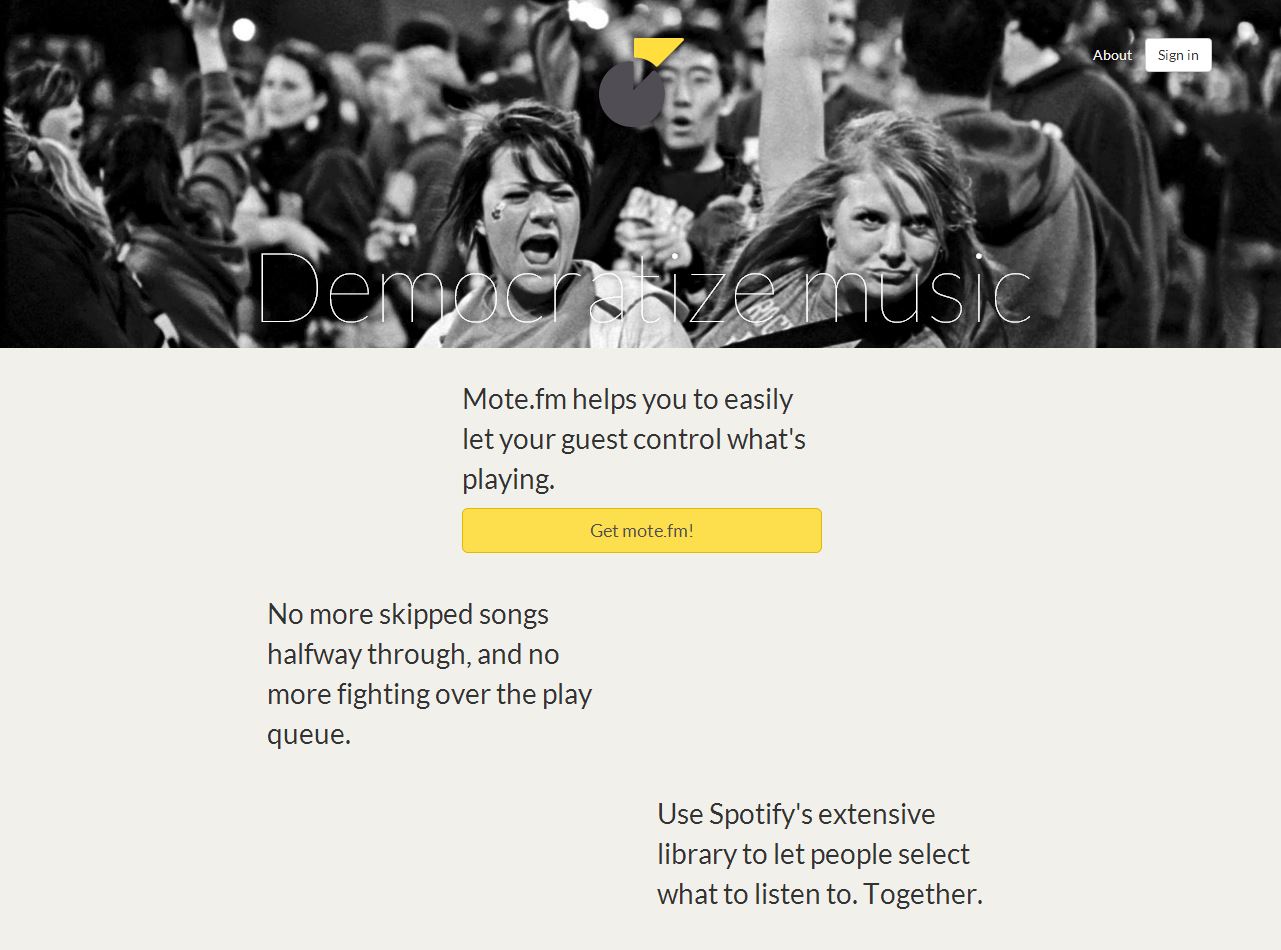 About
Sign in
Democratize music
Mote.fm helps you to easily
let your guest control what's
playing.
Get mote.fm!
No more skipped songs
halfway through, and no
more fighting over the play
queue.
Use Spotify's extensive
library to let people select
what to listen to. Together.